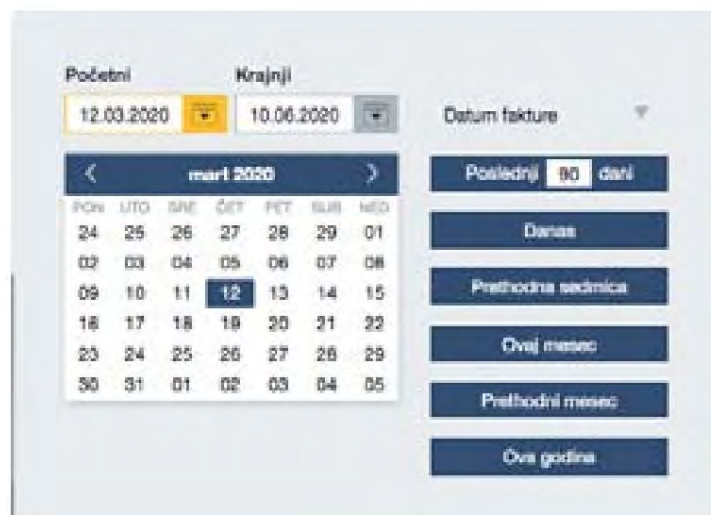 Početni Krajnji
12.03.2020 10.06.2020 Datum fakture
mart 2020
PON UTO SRE ČET PET SUB NED
24 25 26 27 28 29 01
02 03 04 05 06 07 08
09 10 11 12 13 14 15
16 17 18 19 20 21 22
23 24 25 26 27 28 29
30 31 01 02 03 04 05
Poslednji 90 dani
Danas
Prethodna sedmica
Ovaj mesec
Prethodni mesec
Ova godina